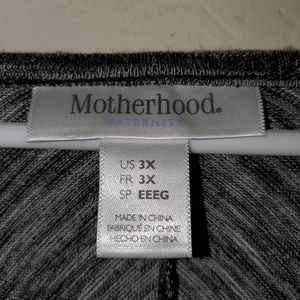 Motherhood®
MATERNITY
US 3X
FR 3X
SP EEEG
MADE IN CHINA
FABRIQUÉ EN CHINE
HECHO EN CHINA